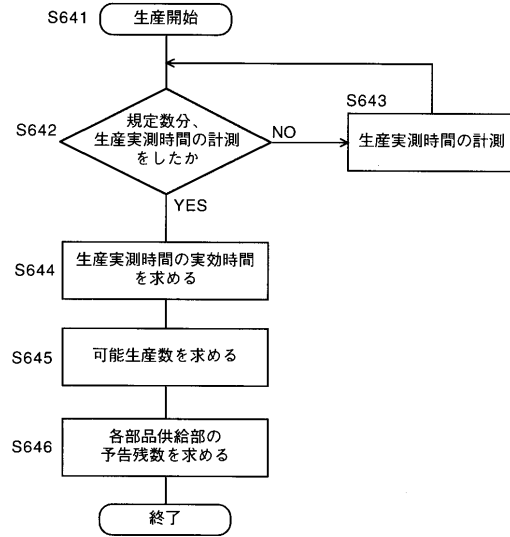 S641
生産開始
S642
規定数分、
生産実測時間の計測
をしたか
NO
S643
生産実測時間の計測
YES
S644
生産実測時間の実効時間
を求める
S645
可能生産数を求める
S646
各部品供給部の
予告残数を求める
終了